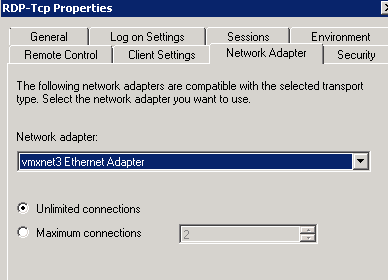 RDP-Tcp Properties
General Log on Settings Sessions Environment
Remote Control Client Settings Network Adapter Security
The following network adapters are compatible with the selected transport
type. Select the network adapter you want to use.
Network adapter:
vmxnet3 Ethernet Adapter
Unlimited connections
Maximum connections 2